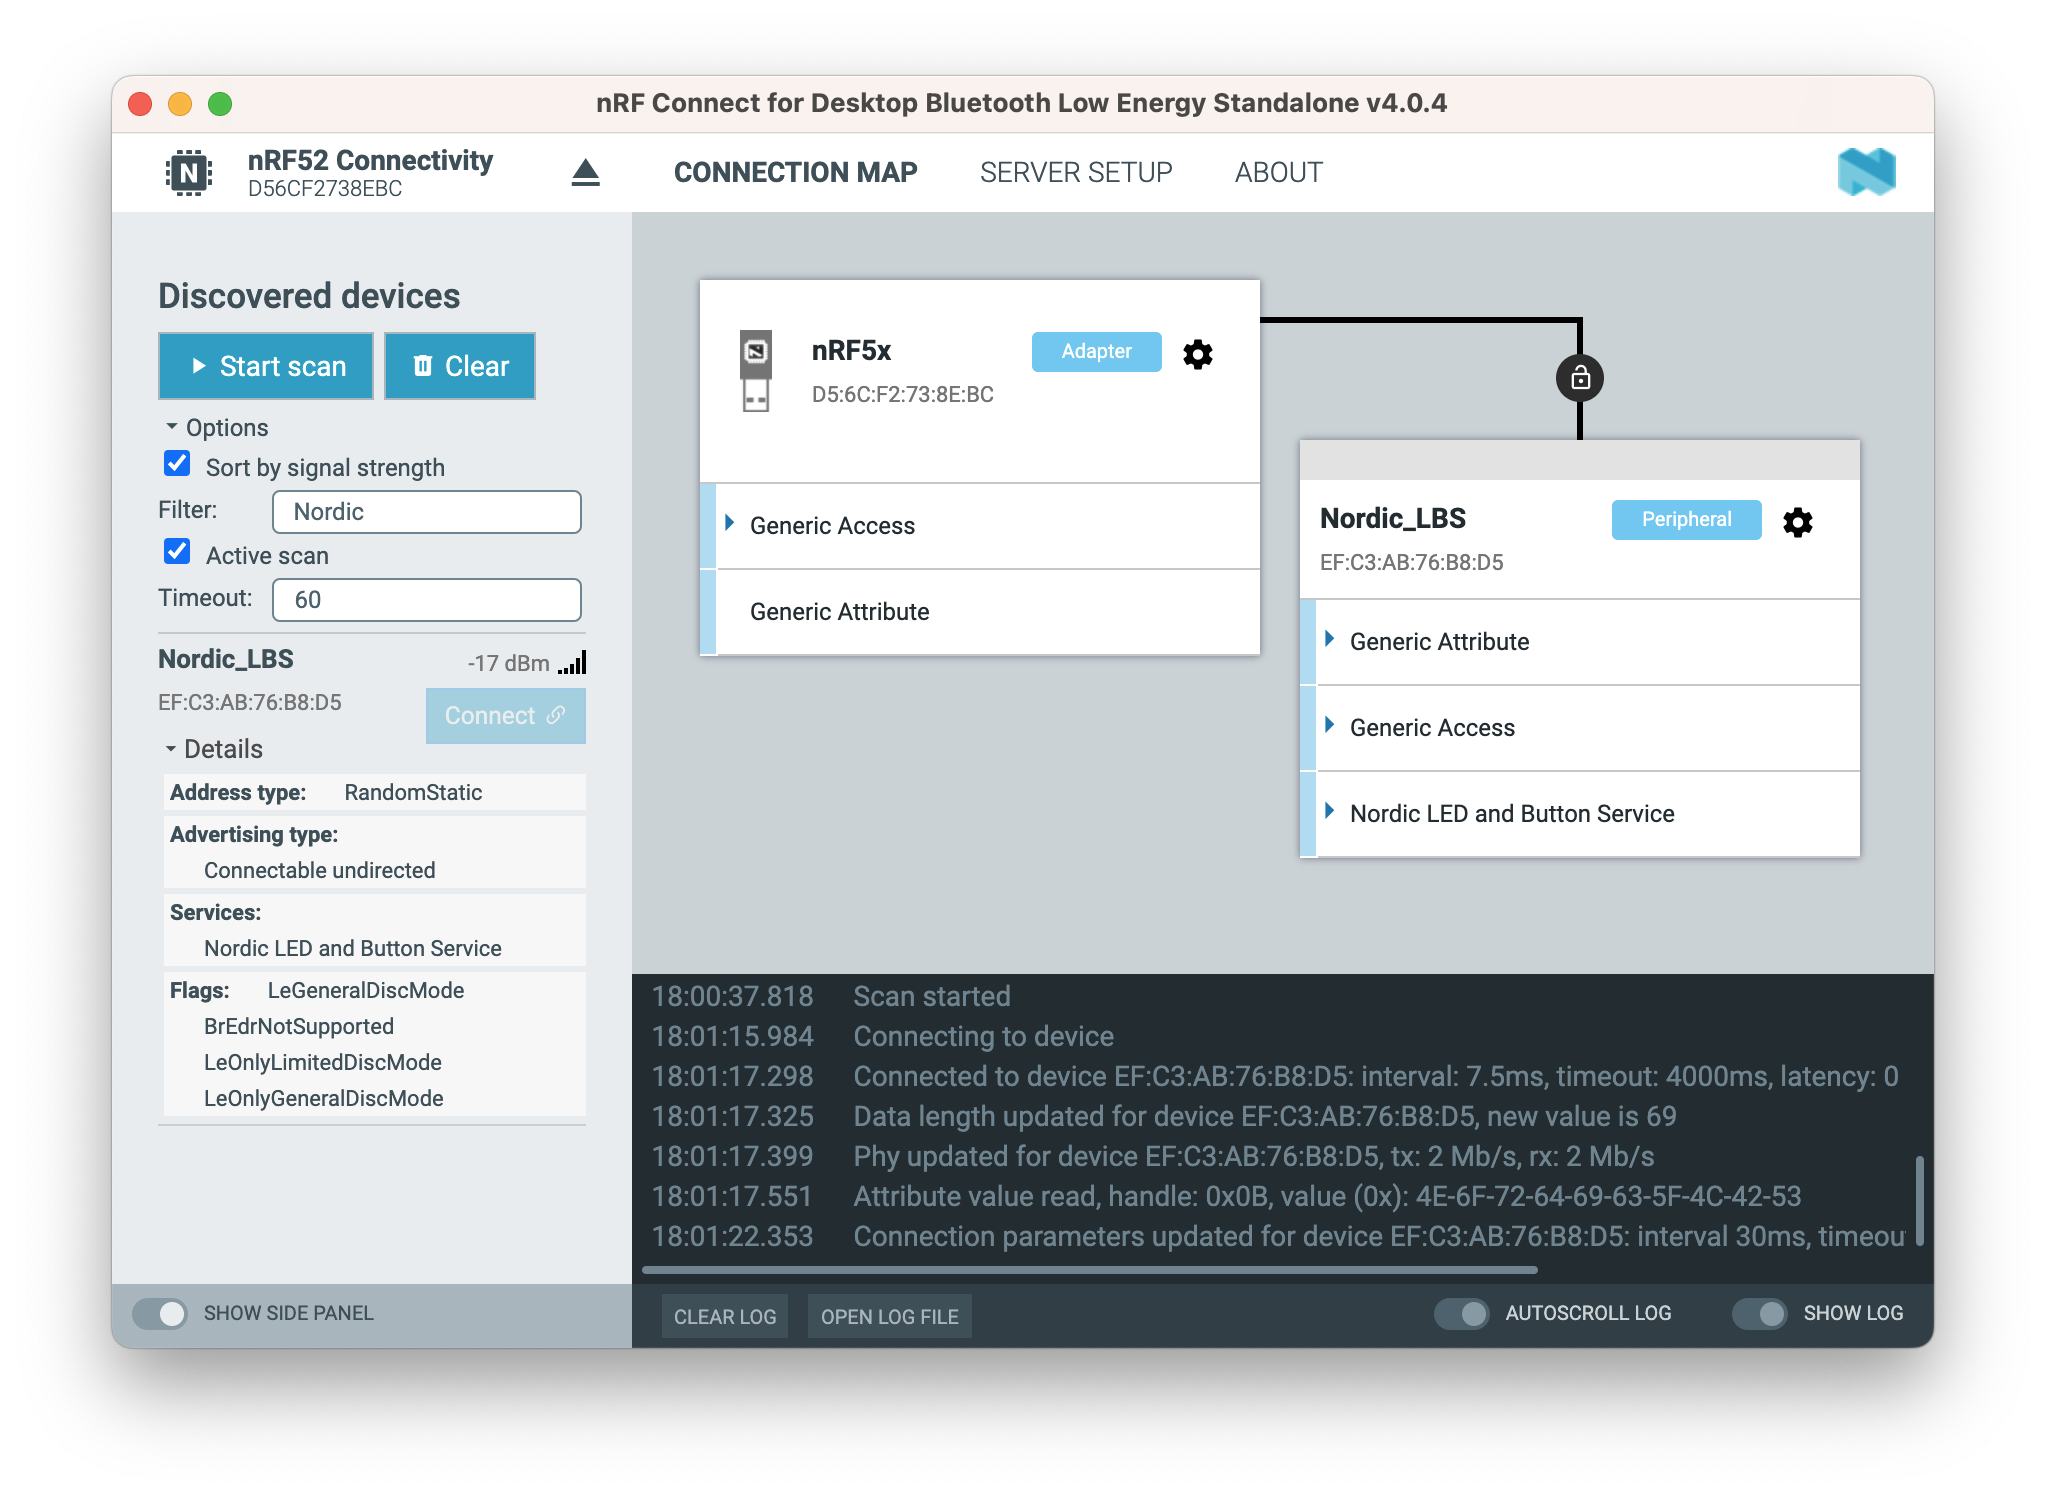 nRF Connect for Desktop Bluetooth Low Energy Standalone v4.0.4
nRF52 Connectivity
D56CF2738EBC
CONNECTION MAP
SERVER SETUP
ABOUT
Discovered devices
Start scan
Clear
Options
Sort by signal strength
Filter: Nordic
Active scan
Timeout: 60
Nordic_LBS
-17 dBm
EF:C3:AB:76:B8:D5
Connect
Details
Address type: RandomStatic
Advertising type:
Connectable undirected
Services:
Nordic LED and Button Service
Flags: LeGeneralDiscMode
BrEdrNotSupported
LeOnlyLimitedDiscMode
LeOnlyGeneralDiscMode
SHOW SIDE PANEL
nRF5x
Adapter
D5:6C:F2:73:8E:BC
Generic Access
Generic Attribute
Nordic_LBS
Peripheral
EF:C3:AB:76:B8:D5
Generic Attribute
Generic Access
Nordic LED and Button Service
18:00:37.818 Scan started
18:01:15.984 Connecting to device
18:01:17.298 Connected to device EF:C3:AB:76:B8:D5: interval: 7.5ms, timeout: 4000ms, latency: 0
18:01:17.325 Data length updated for device EF:C3:AB:76:B8:D5, new value is 69
18:01:17.399 Phy updated for device EF:C3:AB:76:B8:D5, tx: 2 Mb/s, rx: 2 Mb/s
18:01:17.551 Attribute value read, handle: 0x0B, value (0x): 4E-6F-72-64-69-63-5F-4C-42-53
18:01:22.353 Connection parameters updated for device EF:C3:AB:76:B8:D5: interval 30ms, timeou
CLEAR LOG
OPEN LOG FILE
AUTOSCROLL LOG
SHOW LOG